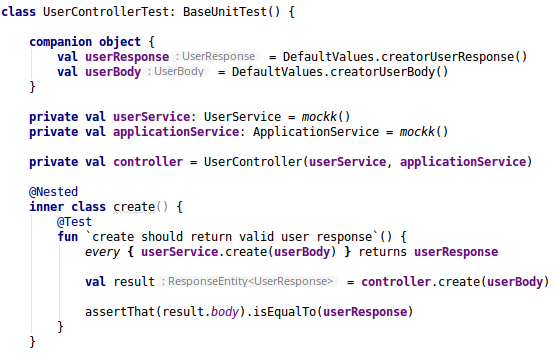 class UserControllerTest: BaseUnitTest() {
companion object {
val userResponse : UserResponse = DefaultValues.creatorUserResponse()
val userBody : UserBody = DefaultValues.creatorUserBody()
}
private val userService: UserService = mockk()
private val applicationService: ApplicationService = mockk()
private val controller = UserController(userService, applicationService)
@Nested
inner class create() {
@Test
fun `create should return valid user response`() {
every { userService.create(userBody) } returns userResponse
val result : ResponseEntity<UserResponse> = controller.create(userBody)
assertThat(result.body).isEqualTo(userResponse)
}
}